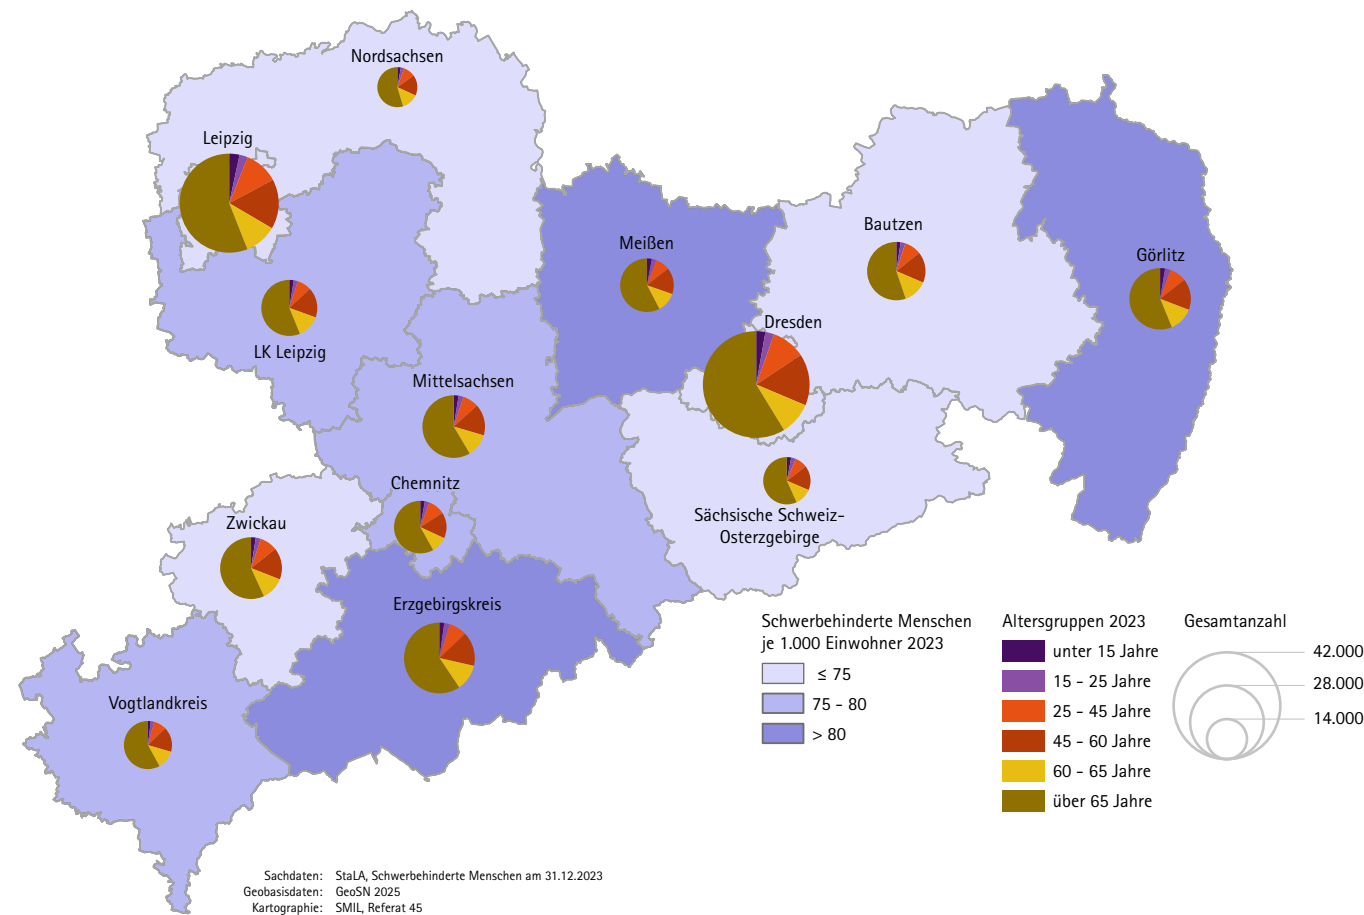 Nordsachsen
Leipzig
Bautzen
Meißen
Görlitz
Dresden
LK Leipzig
Mittelsachsen
Chemnitz
Sächsische Schweiz-
Osterzgebirge
Zwickau
Erzgebirgskreis
Vogtlandkreis
Schwerbehinderte Menschen
je 1.000 Einwohner 2023
≤ 75
75 - 80
> 80
Altersgruppen 2023
unter 15 Jahre
15 - 25 Jahre
25 - 45 Jahre
45 - 60 Jahre
60 - 65 Jahre
über 65 Jahre
Gesamtanzahl
42.000
28.000
14.000
Sachdaten: StaLA, Schwerbehinderte Menschen am 31.12.2023
Geobasisdaten: GeoSN 2025
Kartographie: SMIL, Referat 45